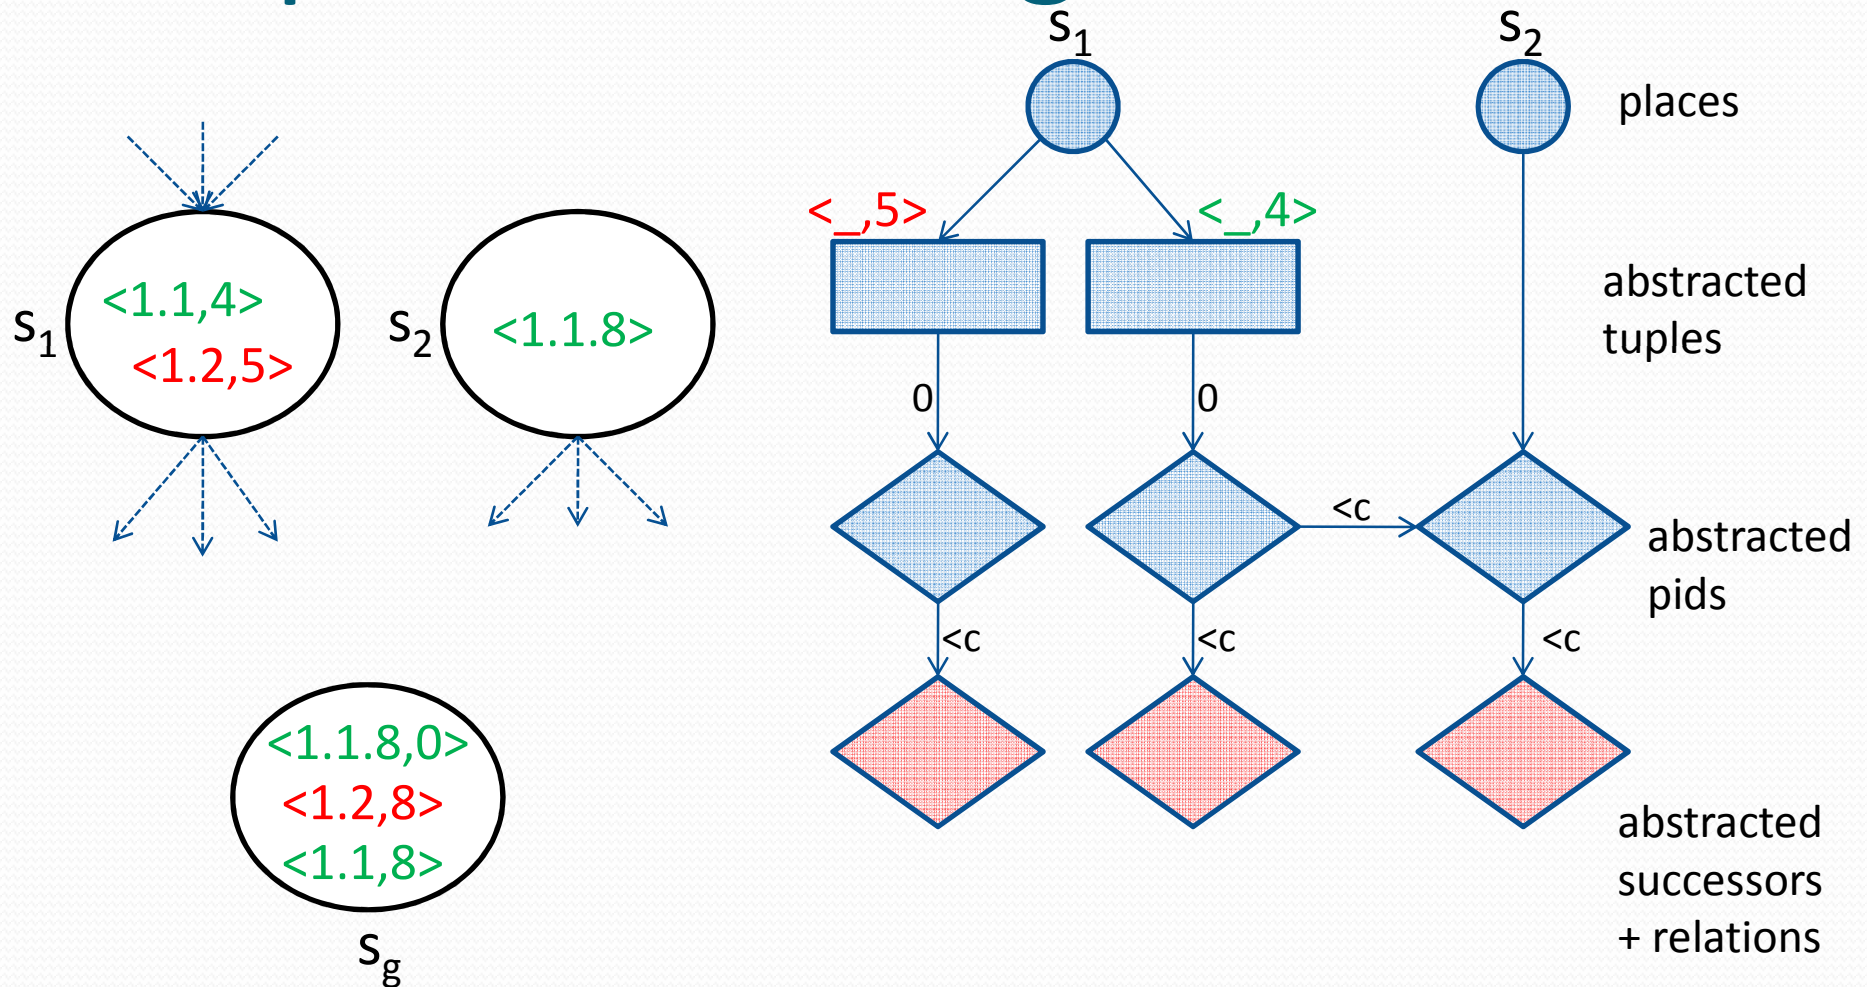 s1
<1.1,4>
<1.2,5>
s2
<1.1.8>
<1.1.8,0>
<1.2,8>
<1.1,8>
sg
s1
s2
places
<_,5>
<_,4>
abstracted
tuples
0
0
<c
abstracted
pids
<c
<c
<c
abstracted
successors
+ relations